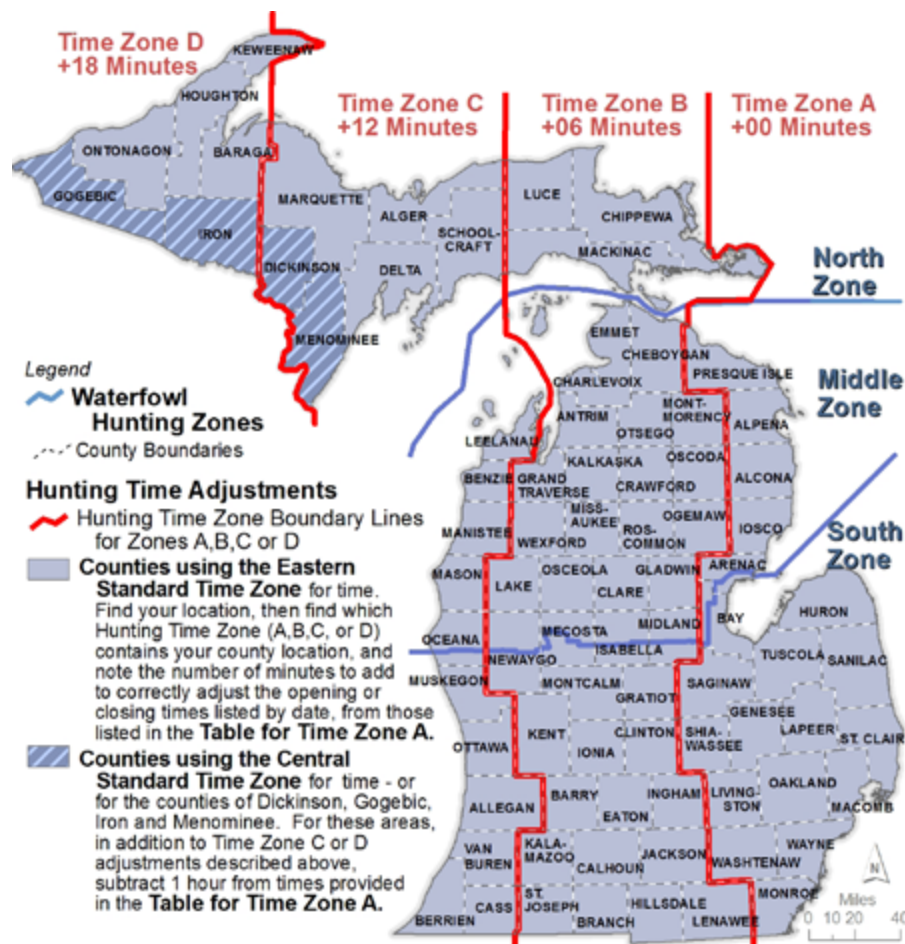 Time Zone D
+18 Minutes
Time Zone C
+12 Minutes
Time Zone B
+06 Minutes
Time Zone A
+00 Minutes
KEWEENAW
HOUGHTON
ONTONAGON
BARAGA
GOGEBIC
IRON
MARQUETTE
ALGER
SCHOOL-
CRAFT
LUCE
CHIPPEWA
MACKINAC
DICKINSON
DELTA
MENOMINEE
North
Zone
Middle
Zone
South
Zone
EMMET
CHEBOYGAN
PRESQUE ISLE
CHARLEVOIX
ANTRIM
OTSEGO
MONT-
MORENCY
ALPENA
LEELANAU
BENZIE
GRAND
TRAVERSE
KALKASKA
CRAWFORD
OSCODA
ALCONA
MANISTEE
WEXFORD
MISS-
AUKEE
ROS-
COMMON
OGEMAW
IOSCO
MASON
LAKE
OSCEOLA
CLARE
GLADWIN
ARENAC
OCEANA
NEWAYGO
MECOSTA
ISABELLA
MIDLAND
BAY
HURON
MUSKEGON
MONTCALM
GRATIOT
SAGINAW
TUSCOLA
SANILAC
OTTAWA
KENT
IONIA
CLINTON
SHIA-
WASSEE
GENESEE
LAPEER
ST. CLAIR
ALLEGAN
BARRY
EATON
INGHAM
LIVING-
STON
OAKLAND
MACOMB
VAN
BUREN
KALA-
MAZOO
CALHOUN
JACKSON
WASHTENAW
WAYNE
BERRIEN
CASS
ST.
JOSEPH
BRANCH
HILLSDALE
LENAWEE
MONROE
Legend
Waterfowl
Hunting Zones
County Boundaries
Hunting Time Adjustments
Hunting Time Zone Boundary Lines
for Zones A,B,C or D
Counties using the Eastern
Standard Time Zone for time.
Find your location, then find which
Hunting Time Zone (A,B,C, or D)
contains your county location, and
note the number of minutes to add
to correctly adjust the opening or
closing times listed by date, from those
listed in the Table for Time Zone A.
Counties using the Central
Standard Time Zone for time - or
for the counties of Dickinson, Gogebic,
Iron and Menominee. For these areas,
in addition to Time Zone C or D
adjustments described above,
subtract 1 hour from times provided
in the Table for Time Zone A.
N
Miles
0 10 20 40